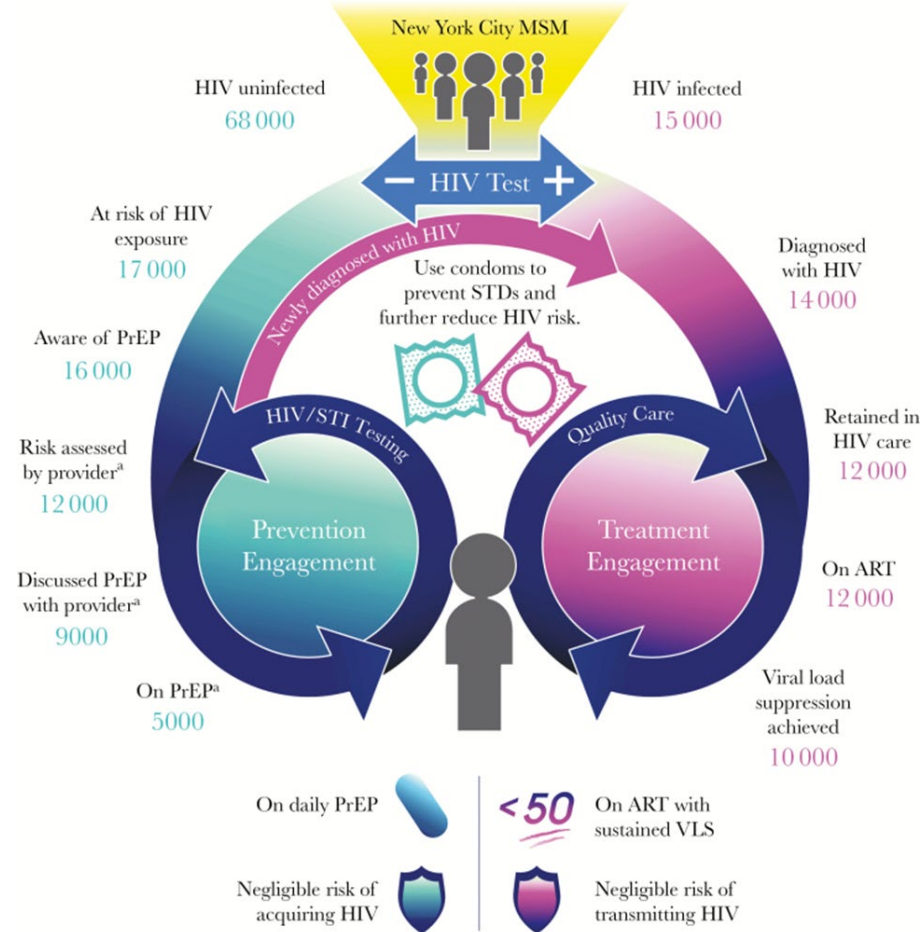 New York City MSM
HIV uninfected
68 000
HIV infected
15 000
− HIV Test +
At risk of HIV
exposure
17 000
Newly diagnosed with HIV
Diagnosed
with HIV
14 000
Use condoms to
prevent STDs and
further reduce HIV risk.
Aware of PrEP
16 000
HIV/STI Testing
Quality Care
Risk assessed
by providerᵃ
12 000
Retained in
HIV care
12 000
Prevention
Engagement
Treatment
Engagement
Discussed PrEP
with providerᵃ
9000
On ART
12 000
On PrEPᵃ
5000
Viral load
suppression
achieved
10 000
On daily PrEP
<50
On ART with
sustained VLS
Negligible risk of
acquiring HIV
Negligible risk of
transmitting HIV